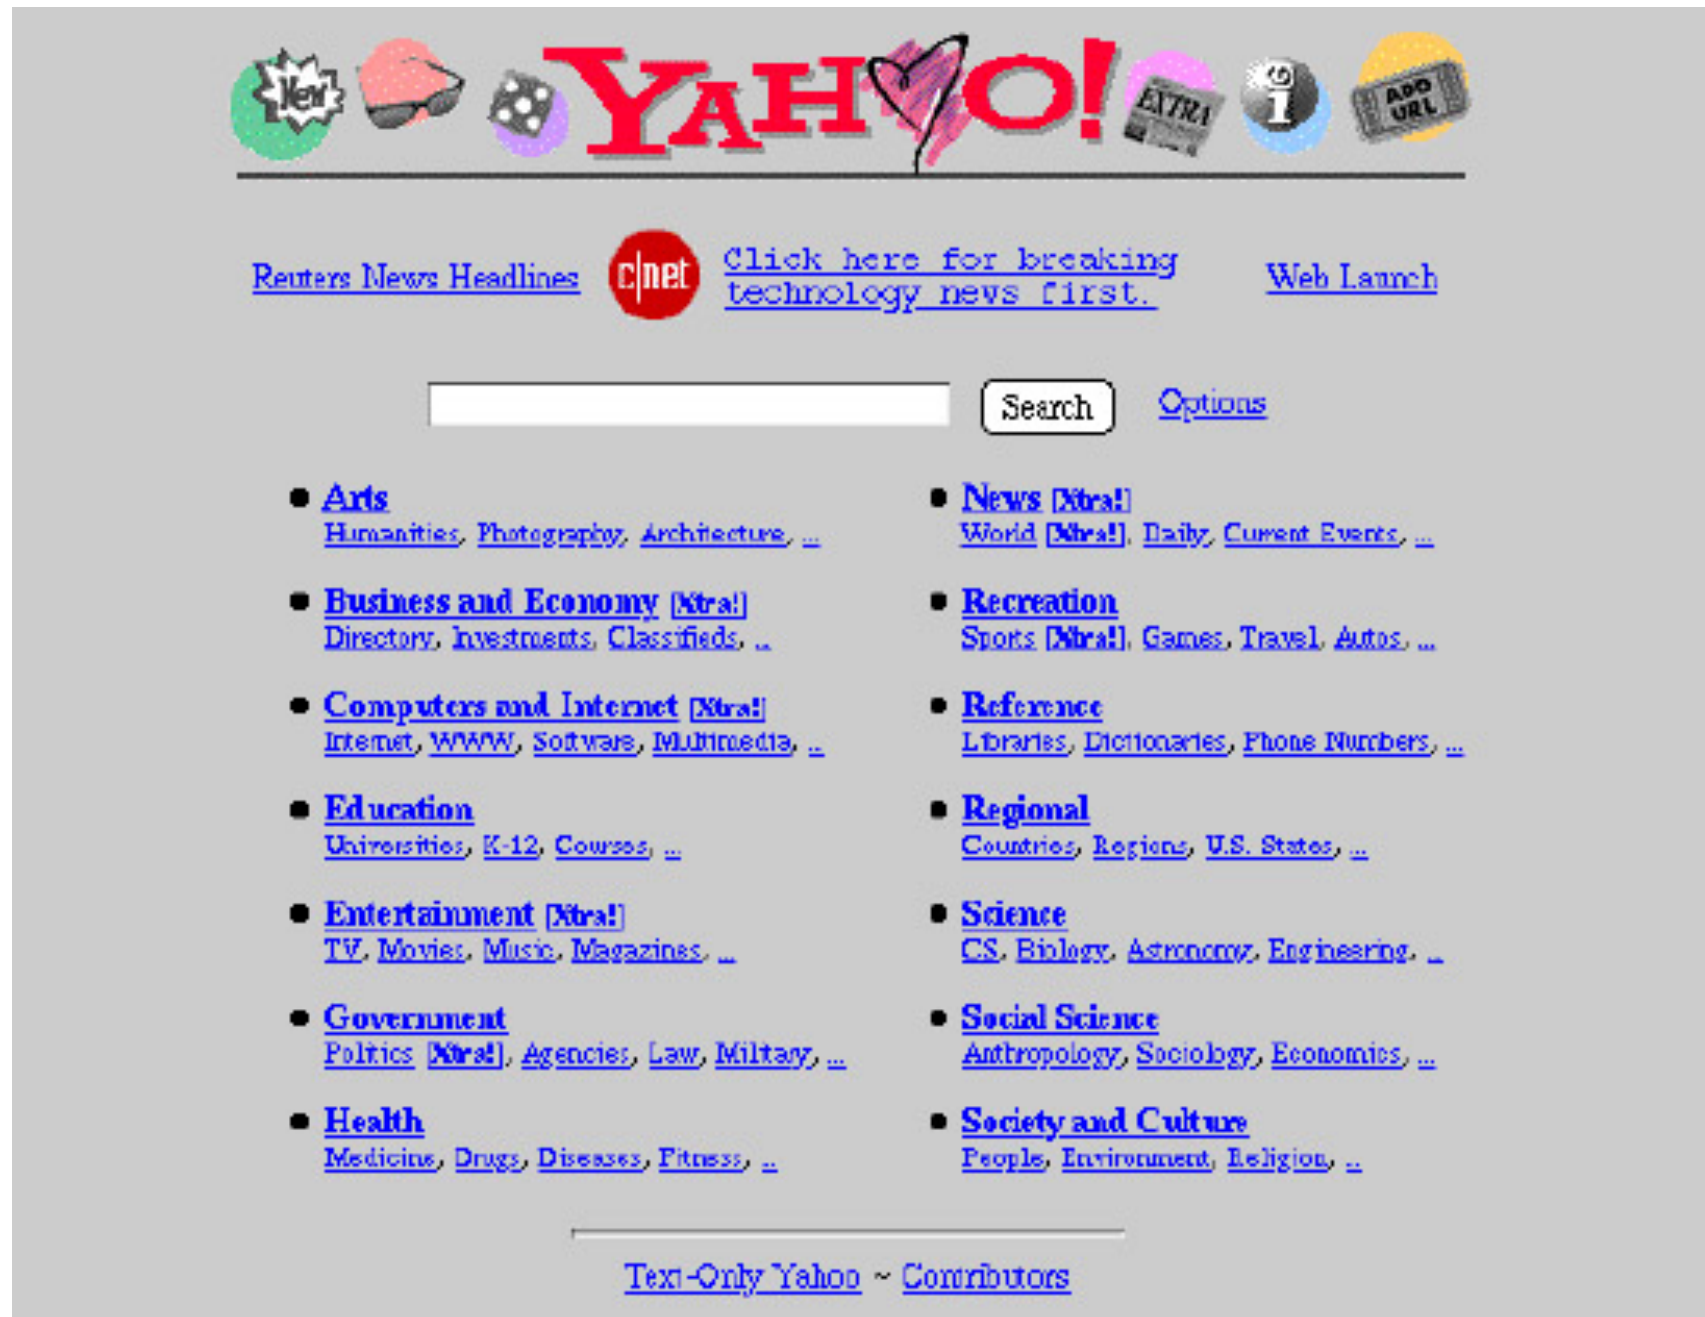 New
YAHOO!
EXTRA
i
ADD
URL
Reuters News Headlines
c|net
Click here for breaking
technology news first.
Web Launch
Search
Options
Arts
Humanities, Photography, Architecture, ...
Business and Economy [Xtra!]
Directory, Investments, Classifieds, ...
Computers and Internet [Xtra!]
Internet, WWW, Software, Multimedia, ...
Education
Universities, K-12, Courses, ...
Entertainment [Xtra!]
TV, Movies, Music, Magazines, ...
Government
Politics [Xtra!], Agencies, Law, Military, ...
Health
Medicine, Drugs, Diseases, Fitness, ...
News [Xtra!]
World [Xtra!], Daily, Current Events, ...
Recreation
Sports [Xtra!], Games, Travel, Autos, ...
Reference
Libraries, Dictionaries, Phone Numbers, ...
Regional
Countries, Regions, U.S. States, ...
Science
CS, Biology, Astronomy, Engineering, ...
Social Science
Anthropology, Sociology, Economics, ...
Society and Culture
People, Environment, Religion, ...
Text-Only Yahoo ~ Contributors